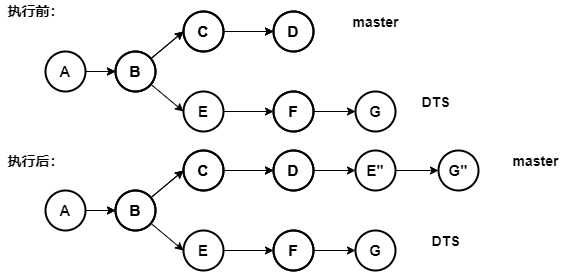 执行前：
C D master
A B
E F G DTS
执行后：
C D E" G" master
A B
E F G DTS